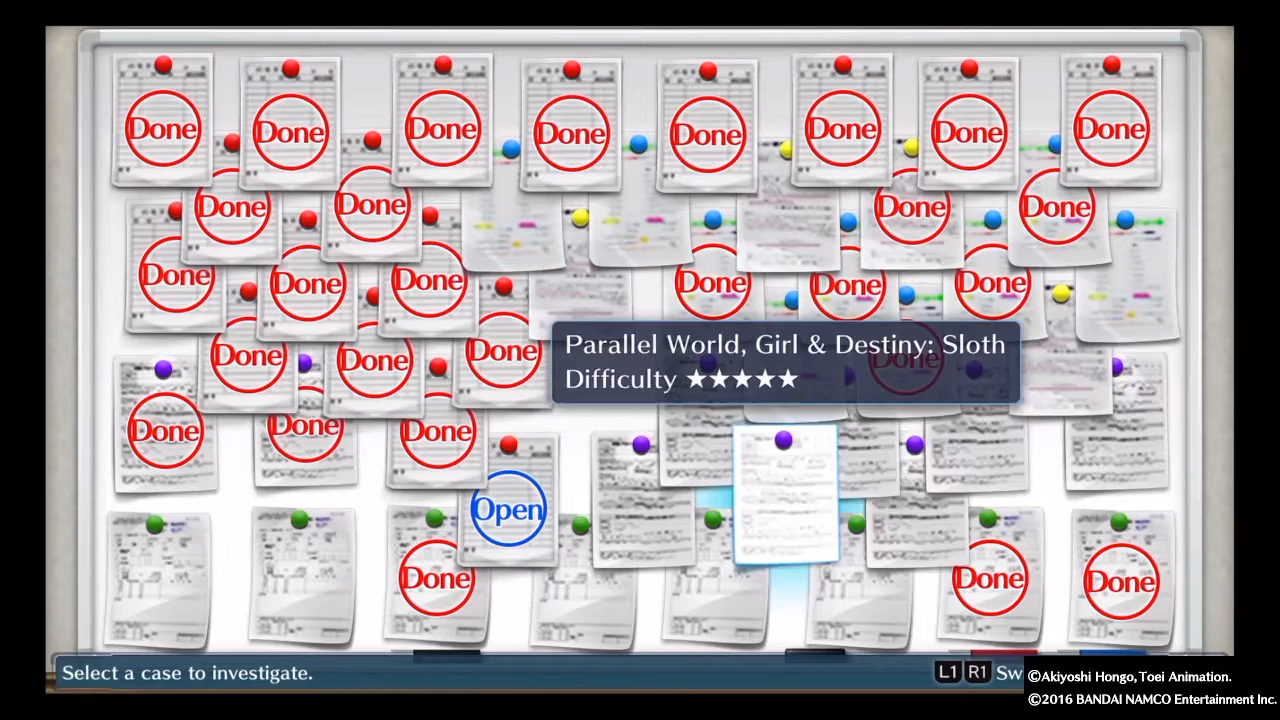 Done Done Done Done Done Done Done Done
Done Done Done Done
Done Done Done Done Done Done
Done Done Done Done
Parallel World, Girl & Destiny: Sloth
Difficulty ★★★★★
Done Done Done
Open
Done Done Done
Select a case to investigate.
L1 R1 Sw
©Akiyoshi Hongo, Toei Animation.
©2016 BANDAI NAMCO Entertainment Inc.